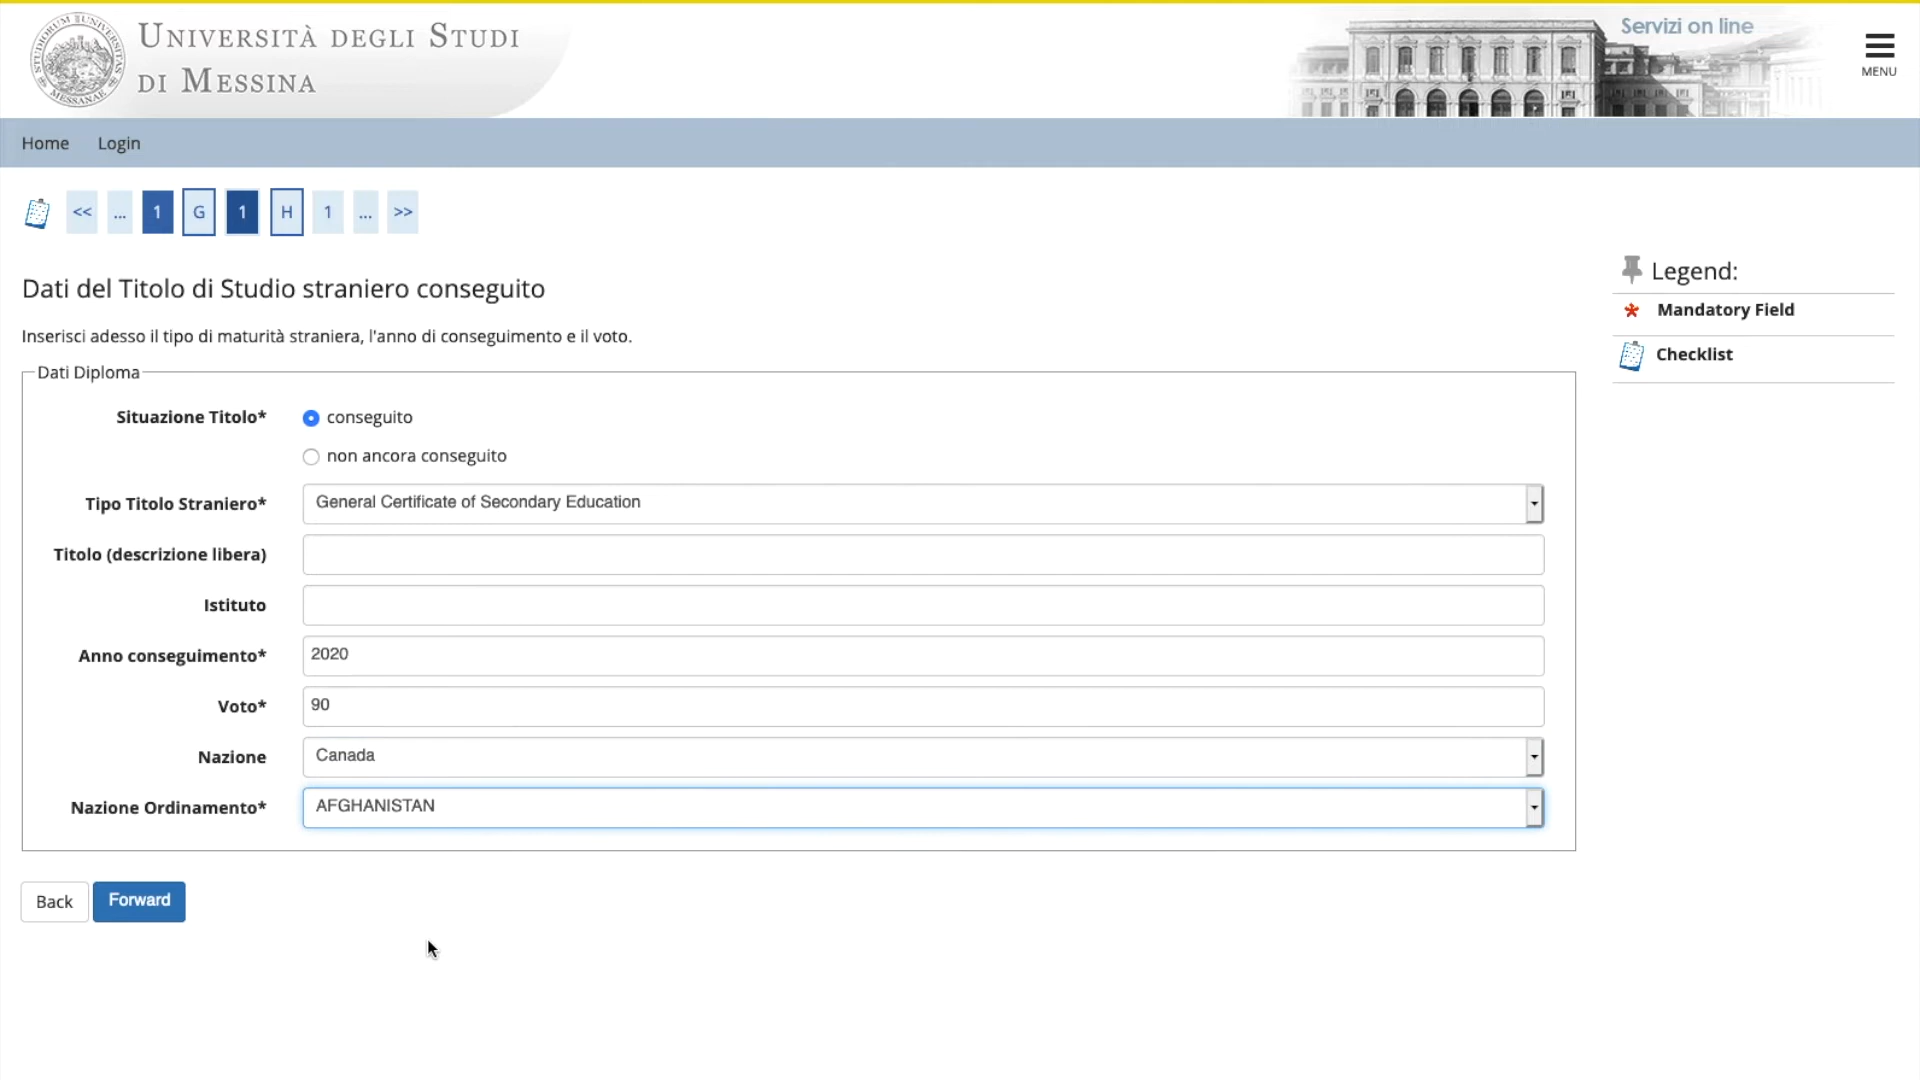 UNIVERSITÀ DEGLI STUDI
DI MESSINA
Servizi on line
MENU
Home Login
<< ... 1 G 1 H 1 ... >>
Dati del Titolo di Studio straniero conseguito
Inserisci adesso il tipo di maturità straniera, l'anno di conseguimento e il voto.
Dati Diploma
Situazione Titolo* conseguito
non ancora conseguito
Tipo Titolo Straniero* General Certificate of Secondary Education
Titolo (descrizione libera)
Istituto
Anno conseguimento* 2020
Voto* 90
Nazione Canada
Nazione Ordinamento* AFGHANISTAN
Back Forward
Legend:
* Mandatory Field
Checklist